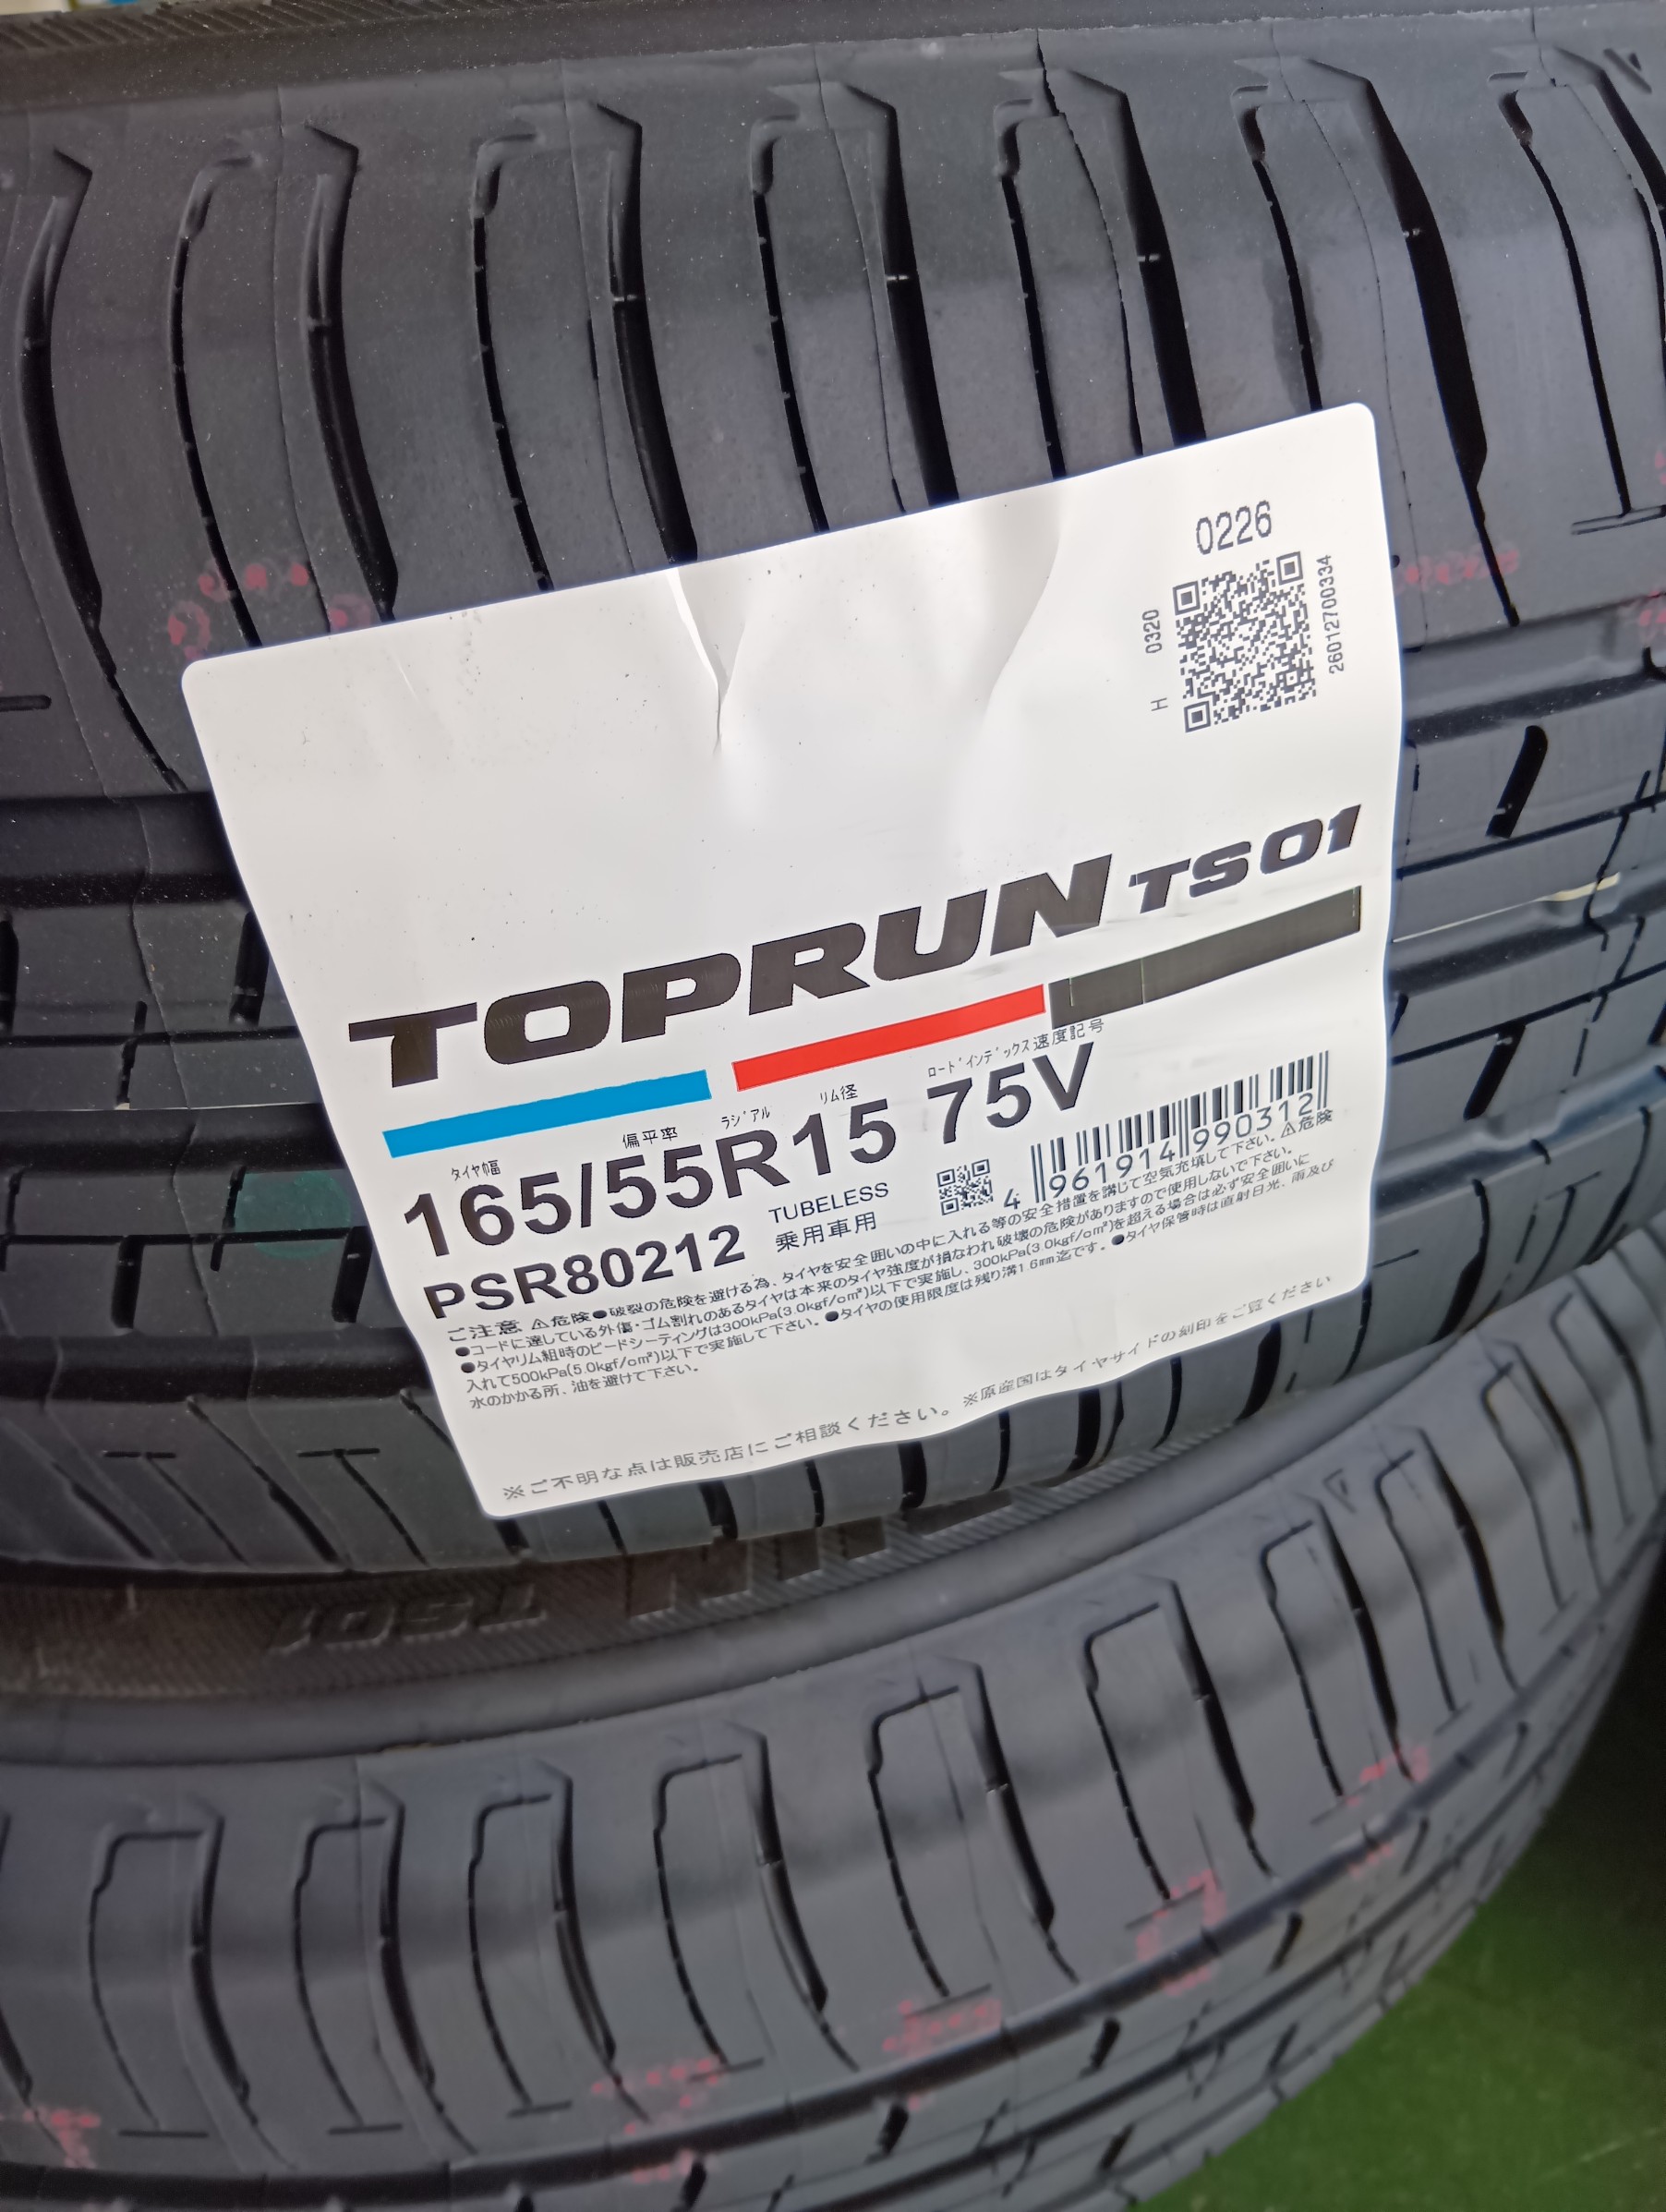 0226
H 0320
260127700334
TOPRUN TS01
タイヤ幅 偏平率 ラジアル リム径 ロードインデックス 速度記号
165/55R15 75V
PSR80212 TUBELESS
乗用車用
4 961914 990312
ご注意 ⚠危険●破裂の危険を避ける為、タイヤを安全囲いの中に入れる等の安全措置を講じて空気充填して下さい。⚠危険
●コードに達している外傷・ゴム割れのあるタイヤは本来のタイヤ強度が損なわれ破壊の危険がありますので使用しないで下さい。
●タイヤリム組時のビードシーティングは300kPa(3.0kgf/c㎡)以下で実施し、300kPa(3.0kgf/c㎡)を超える場合は必ず安全囲いに
入れて500kPa(5.0kgf/c㎡)以下で実施して下さい。●タイヤの使用限度は残り溝1.6mm迄です。●タイヤ保管時は直射日光、雨及び
水のかかる所、油を避けて下さい。
※ご不明な点は販売店にご相談ください。※原産国はタイヤサイドの刻印をご覧ください
TS01